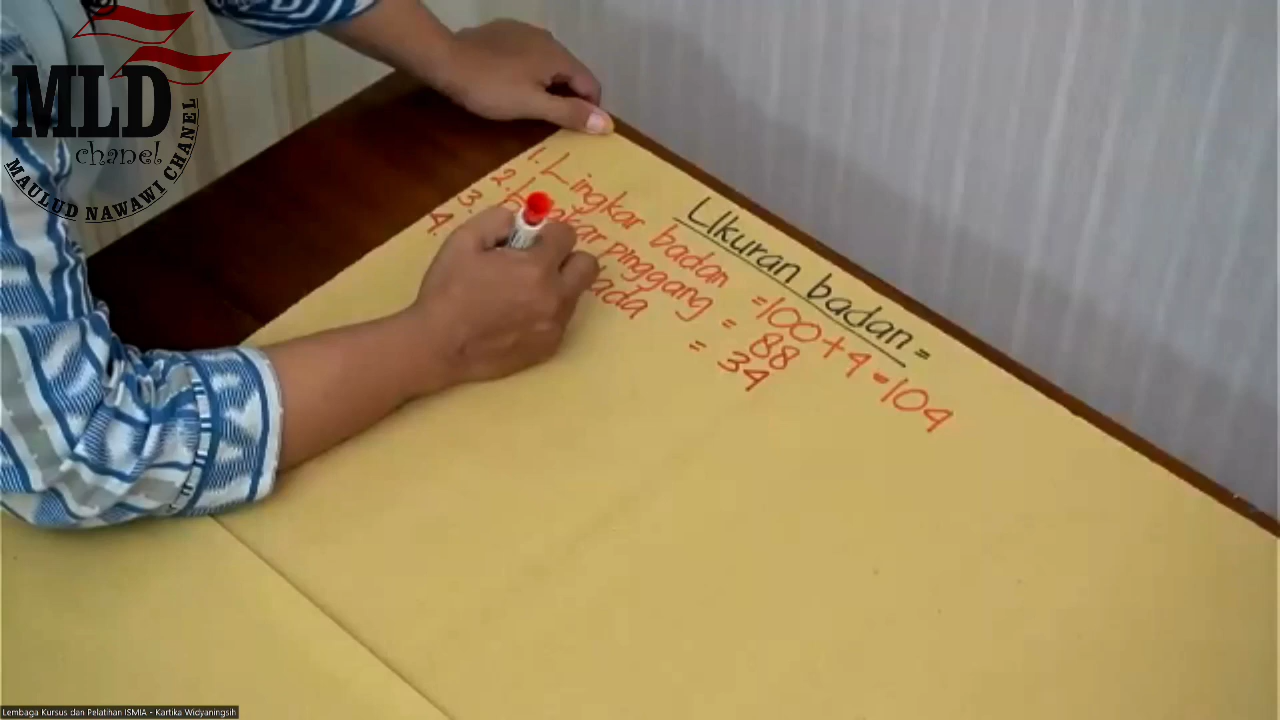 MLD
chanel
MAULUD NAWAWI CHANEL
Ukuran badan =
1. Lingkar badan = 100 + 4 = 104
2. Lingkar pinggang = 88
3. = 34
4.
Lembaga Kursus dan Pelatihan ISMIA - Kartika Widyaningsih